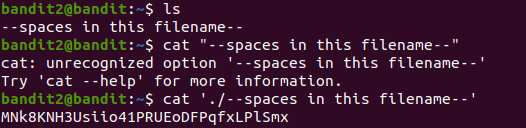 bandit2@bandit:~$ ls
--spaces in this filename--
bandit2@bandit:~$ cat "--spaces in this filename--"
cat: unrecognized option '--spaces in this filename--'
Try 'cat --help' for more information.
bandit2@bandit:~$ cat './--spaces in this filename--'
MNk8KNH3Usiio41PRUEoDFPqfxLPlSmx